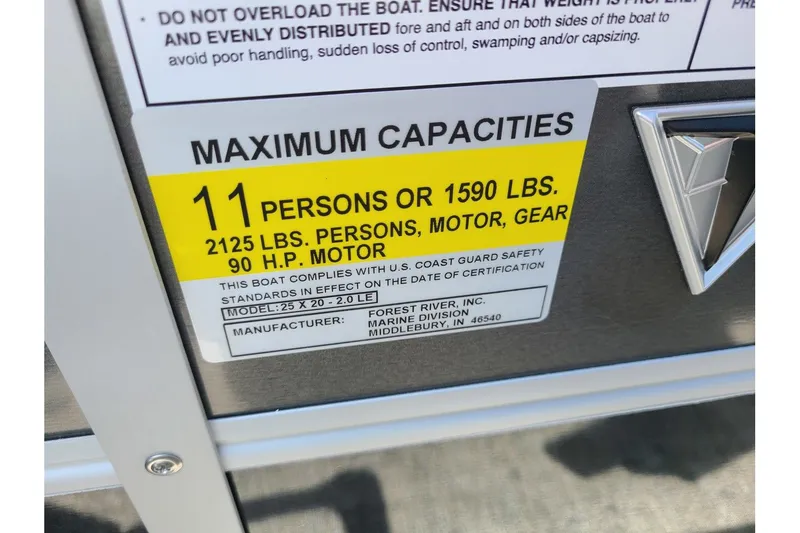 • DO NOT OVERLOAD THE BOAT. ENSURE THAT WEIGHT IS
AND EVENLY DISTRIBUTED fore and aft and on both sides of the boat to
avoid poor handling, sudden loss of control, swamping and/or capsizing.
MAXIMUM CAPACITIES
11 PERSONS OR 1590 LBS.
2125 LBS. PERSONS, MOTOR, GEAR
90 H.P. MOTOR
THIS BOAT COMPLIES WITH U.S. COAST GUARD SAFETY
STANDARDS IN EFFECT ON THE DATE OF CERTIFICATION
MODEL: 25 X 20 - 2.0 LE
MANUFACTURER: FOREST RIVER, INC.
MARINE DIVISION
MIDDLEBURY, IN 46540